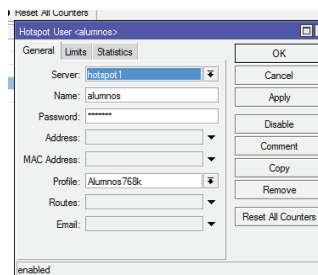 Reset All Counters
Hotspot User <alumnos>
General Limits Statistics
Server: hotspot1
Name: alumnos
Password: *******
Address:
MAC Address:
Profile: Alumnos768k
Routes:
Email:
OK
Cancel
Apply
Disable
Comment
Copy
Remove
Reset All Counters
enabled